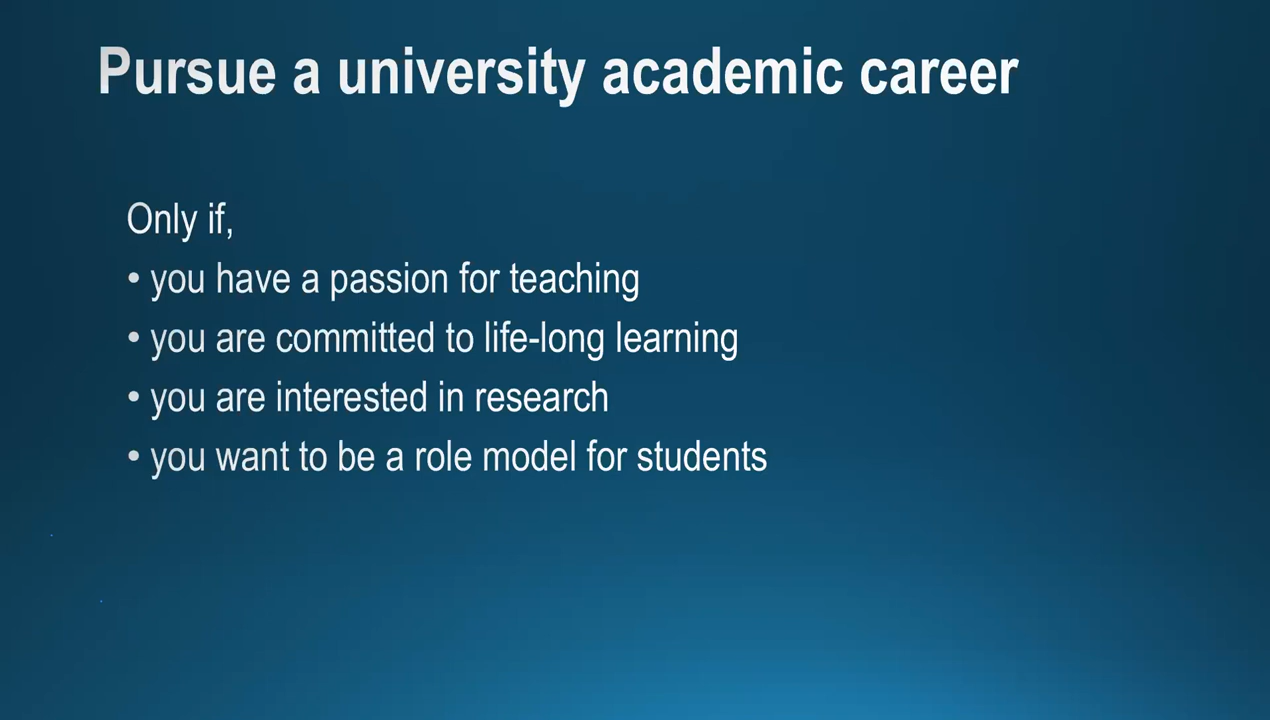 Pursue a university academic career
Only if,
• you have a passion for teaching
• you are committed to life-long learning
• you are interested in research
• you want to be a role model for students